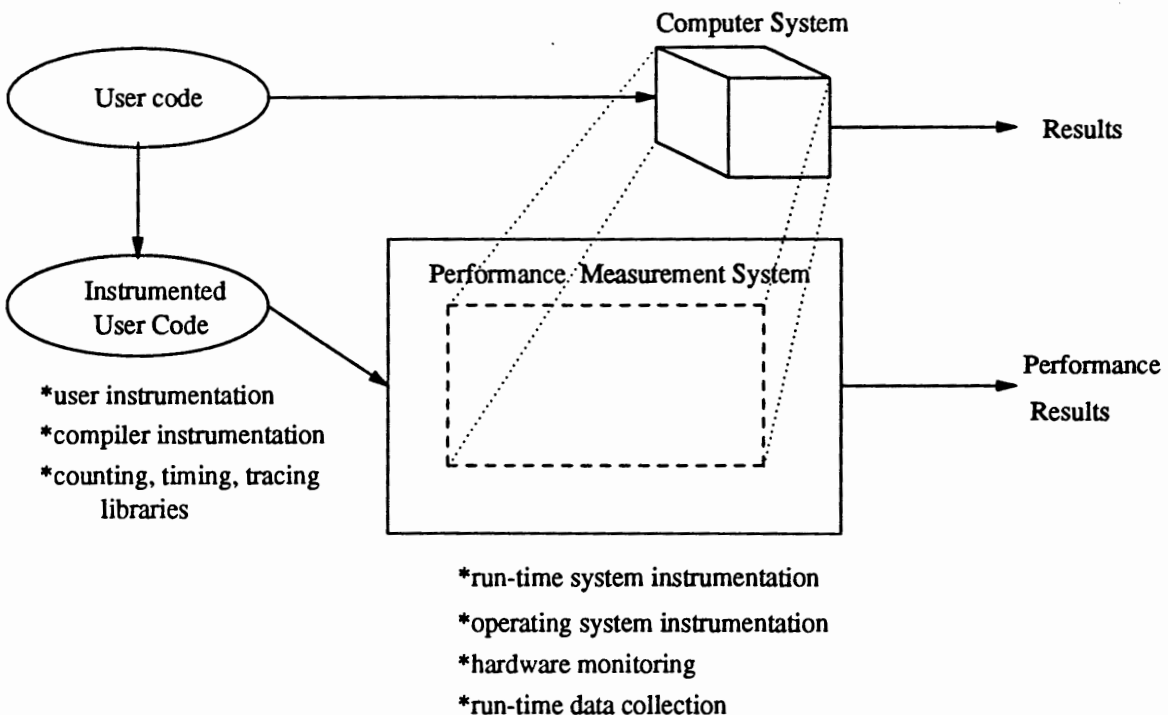 Computer System
User code
Results
Instrumented
User Code
Performance Measurement System
Performance
Results
*user instrumentation
*compiler instrumentation
*counting, timing, tracing
libraries
*run-time system instrumentation
*operating system instrumentation
*hardware monitoring
*run-time data collection